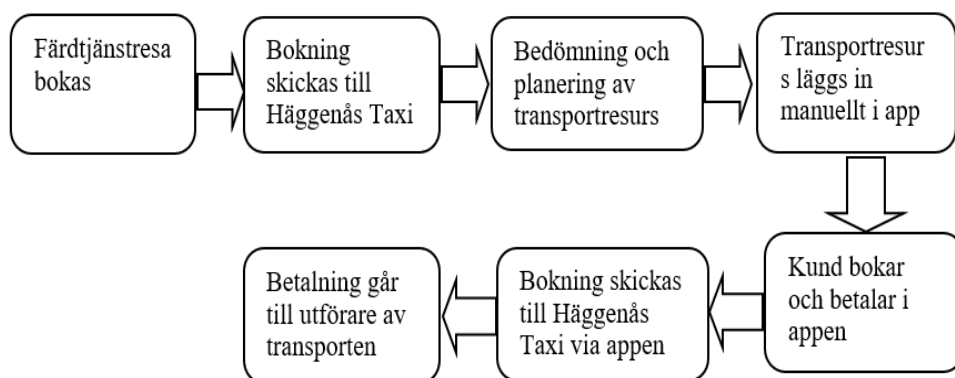 Färdtjänstresa
bokas
Bokning
skickas till
Häggenås Taxi
Bedömning och
planering av
transportresurs
Transportresur
s läggs in
manuellt i app
Kund bokar
och betalar i
appen
Bokning skickas
till Häggenås
Taxi via appen
Betalning går
till utförare av
transporten